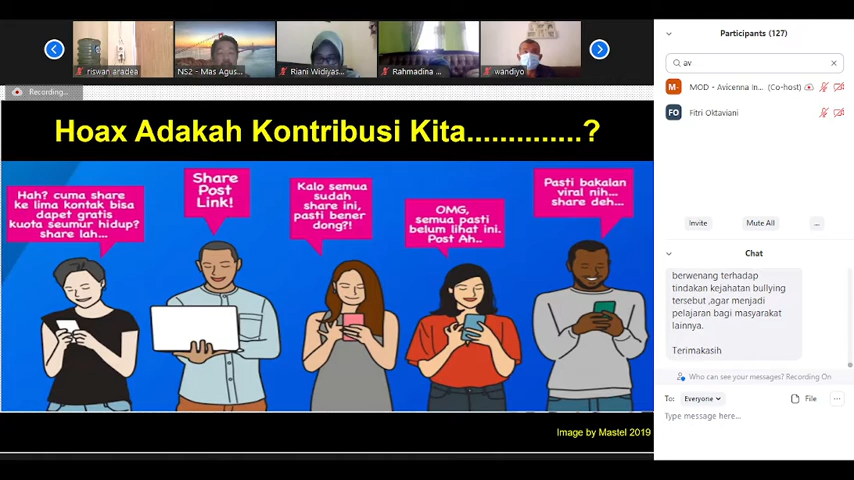 riswan aradea
NS2 - Mas Agus...
Riani Widiyas...
Rahmadina ...
wandiyo
Recording...
Hoax Adakah Kontribusi Kita..............?
Hah? cuma share
ke lima kontak bisa
dapet gratis
kuota seumur hidup?
share lah...
Share
Post
Link!
Kalo semua
sudah
share ini,
pasti bener
dong?!
OMG,
semua pasti
belum lihat ini.
Post Ah..
Pasti bakalan
viral nih...
share deh...
Image by Mastel 2019
Participants (127)
av
M-
MOD - Avicenna In... (Co-host)
FO
Fitri Oktaviani
Invite
Mute All
...
Chat
berwenang terhadap
tindakan kejahatan bullying
tersebut ,agar menjadi
pelajaran bagi masyarakat
lainnya.
Terimakasih
Who can see your messages? Recording On
To:
Everyone
File
...
Type message here...